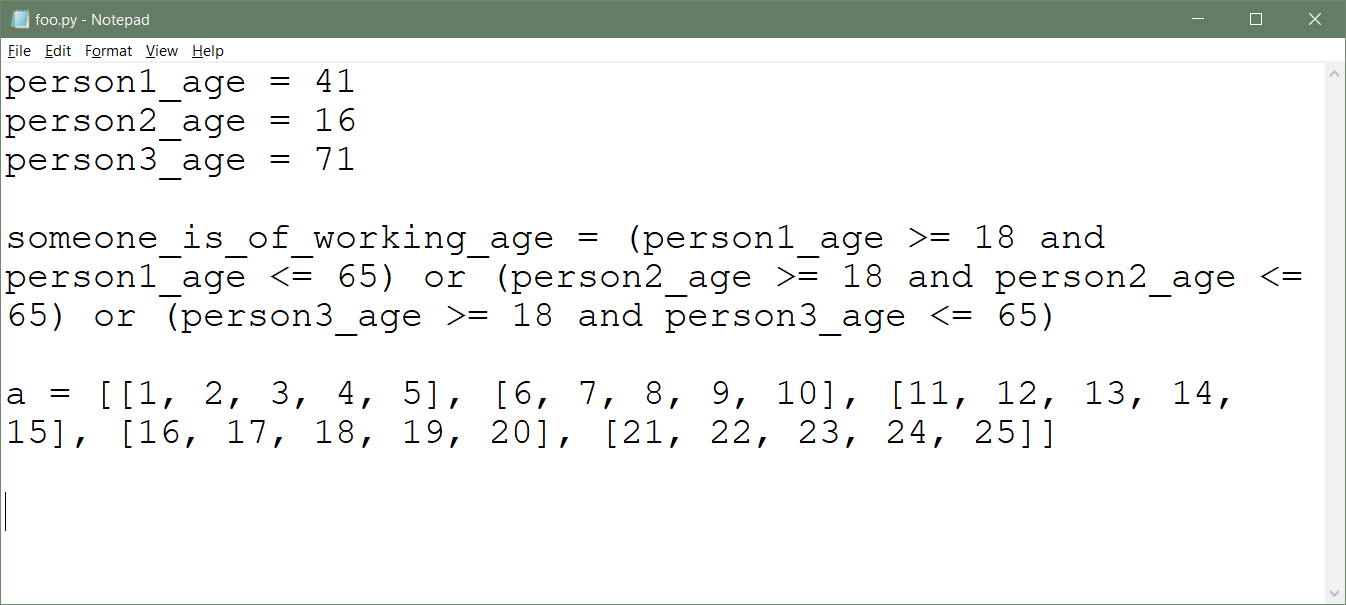 foo.py - Notepad
File Edit Format View Help
person1_age = 41
person2_age = 16
person3_age = 71
someone_is_of_working_age = (person1_age >= 18 and
person1_age <= 65) or (person2_age >= 18 and person2_age <=
65) or (person3_age >= 18 and person3_age <= 65)
a = [[1, 2, 3, 4, 5], [6, 7, 8, 9, 10], [11, 12, 13, 14,
15], [16, 17, 18, 19, 20], [21, 22, 23, 24, 25]]